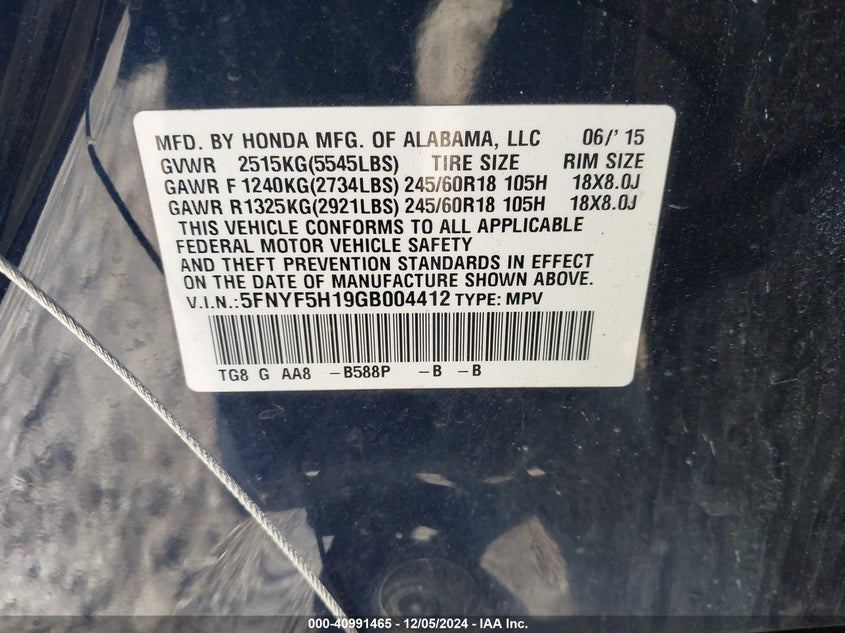 MFD. BY HONDA MFG. OF ALABAMA, LLC 06/'15
GVWR 2515KG(5545LBS) TIRE SIZE RIM SIZE
GAWR F 1240KG(2734LBS) 245/60R18 105H 18X8.0J
GAWR R1325KG(2921LBS) 245/60R18 105H 18X8.0J
THIS VEHICLE CONFORMS TO ALL APPLICABLE
FEDERAL MOTOR VEHICLE SAFETY
AND THEFT PREVENTION STANDARDS IN EFFECT
ON THE DATE OF MANUFACTURE SHOWN ABOVE.
V.I.N.:5FNYF5H19GB004412 TYPE: MPV
TG8 G AA8 -B588P -B -B
000-40991465 - 12/05/2024 - IAA Inc.